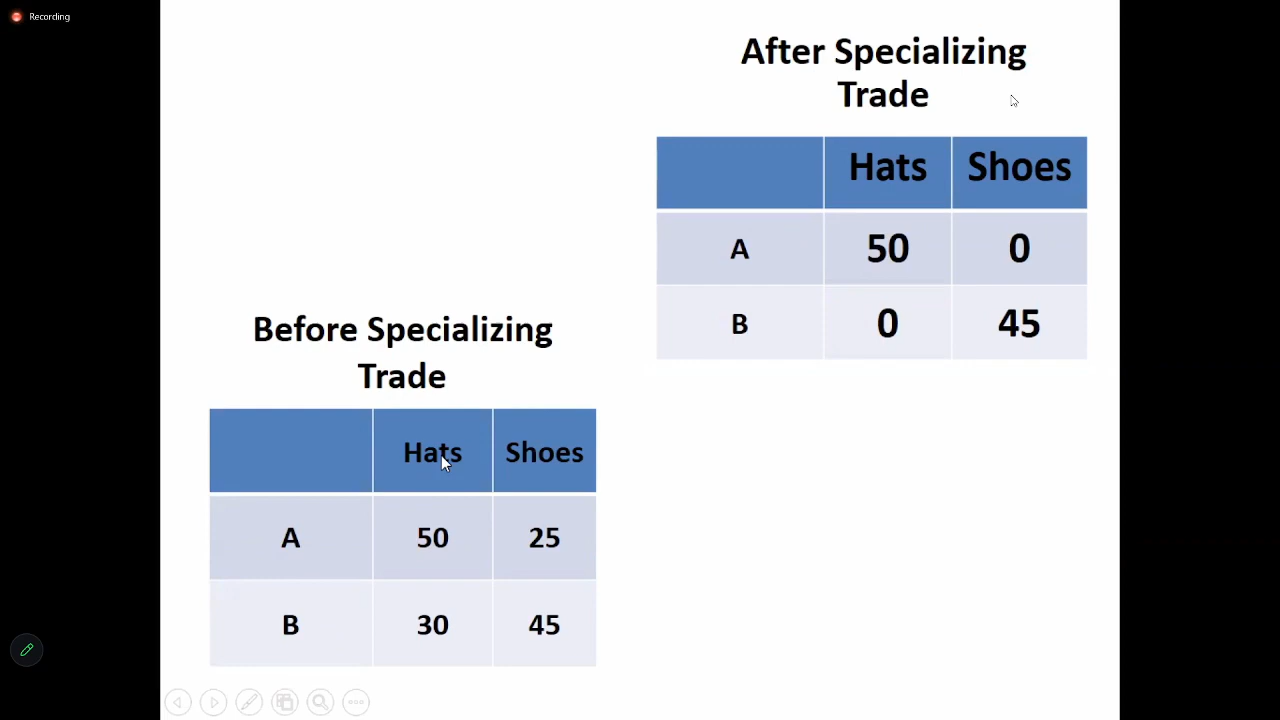 Recording
After Specializing
Trade
Hats Shoes
A 50 0
B 0 45
Before Specializing
Trade
Hats Shoes
A 50 25
B 30 45